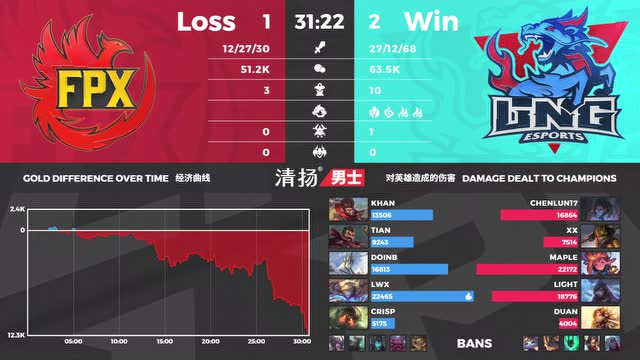 Loss 1 31:22 2 Win
12/27/30 27/12/68
51.2K 63.5K
3 10
0 1
0 0
FPX
LNG
ESPORTS
GOLD DIFFERENCE OVER TIME 经济曲线
清扬® 男士
对英雄造成的伤害 DAMAGE DEALT TO CHAMPIONS
2.4K
0
12.3K
05:00 10:00 15:00 20:00 25:00 30:00
KHAN CHENLUN17
13506 16864
TIAN XX
9243 7514
DOINB MAPLE
16813 22172
LWX LIGHT
22465 18776
CRISP DUAN
5175 4004
BANS